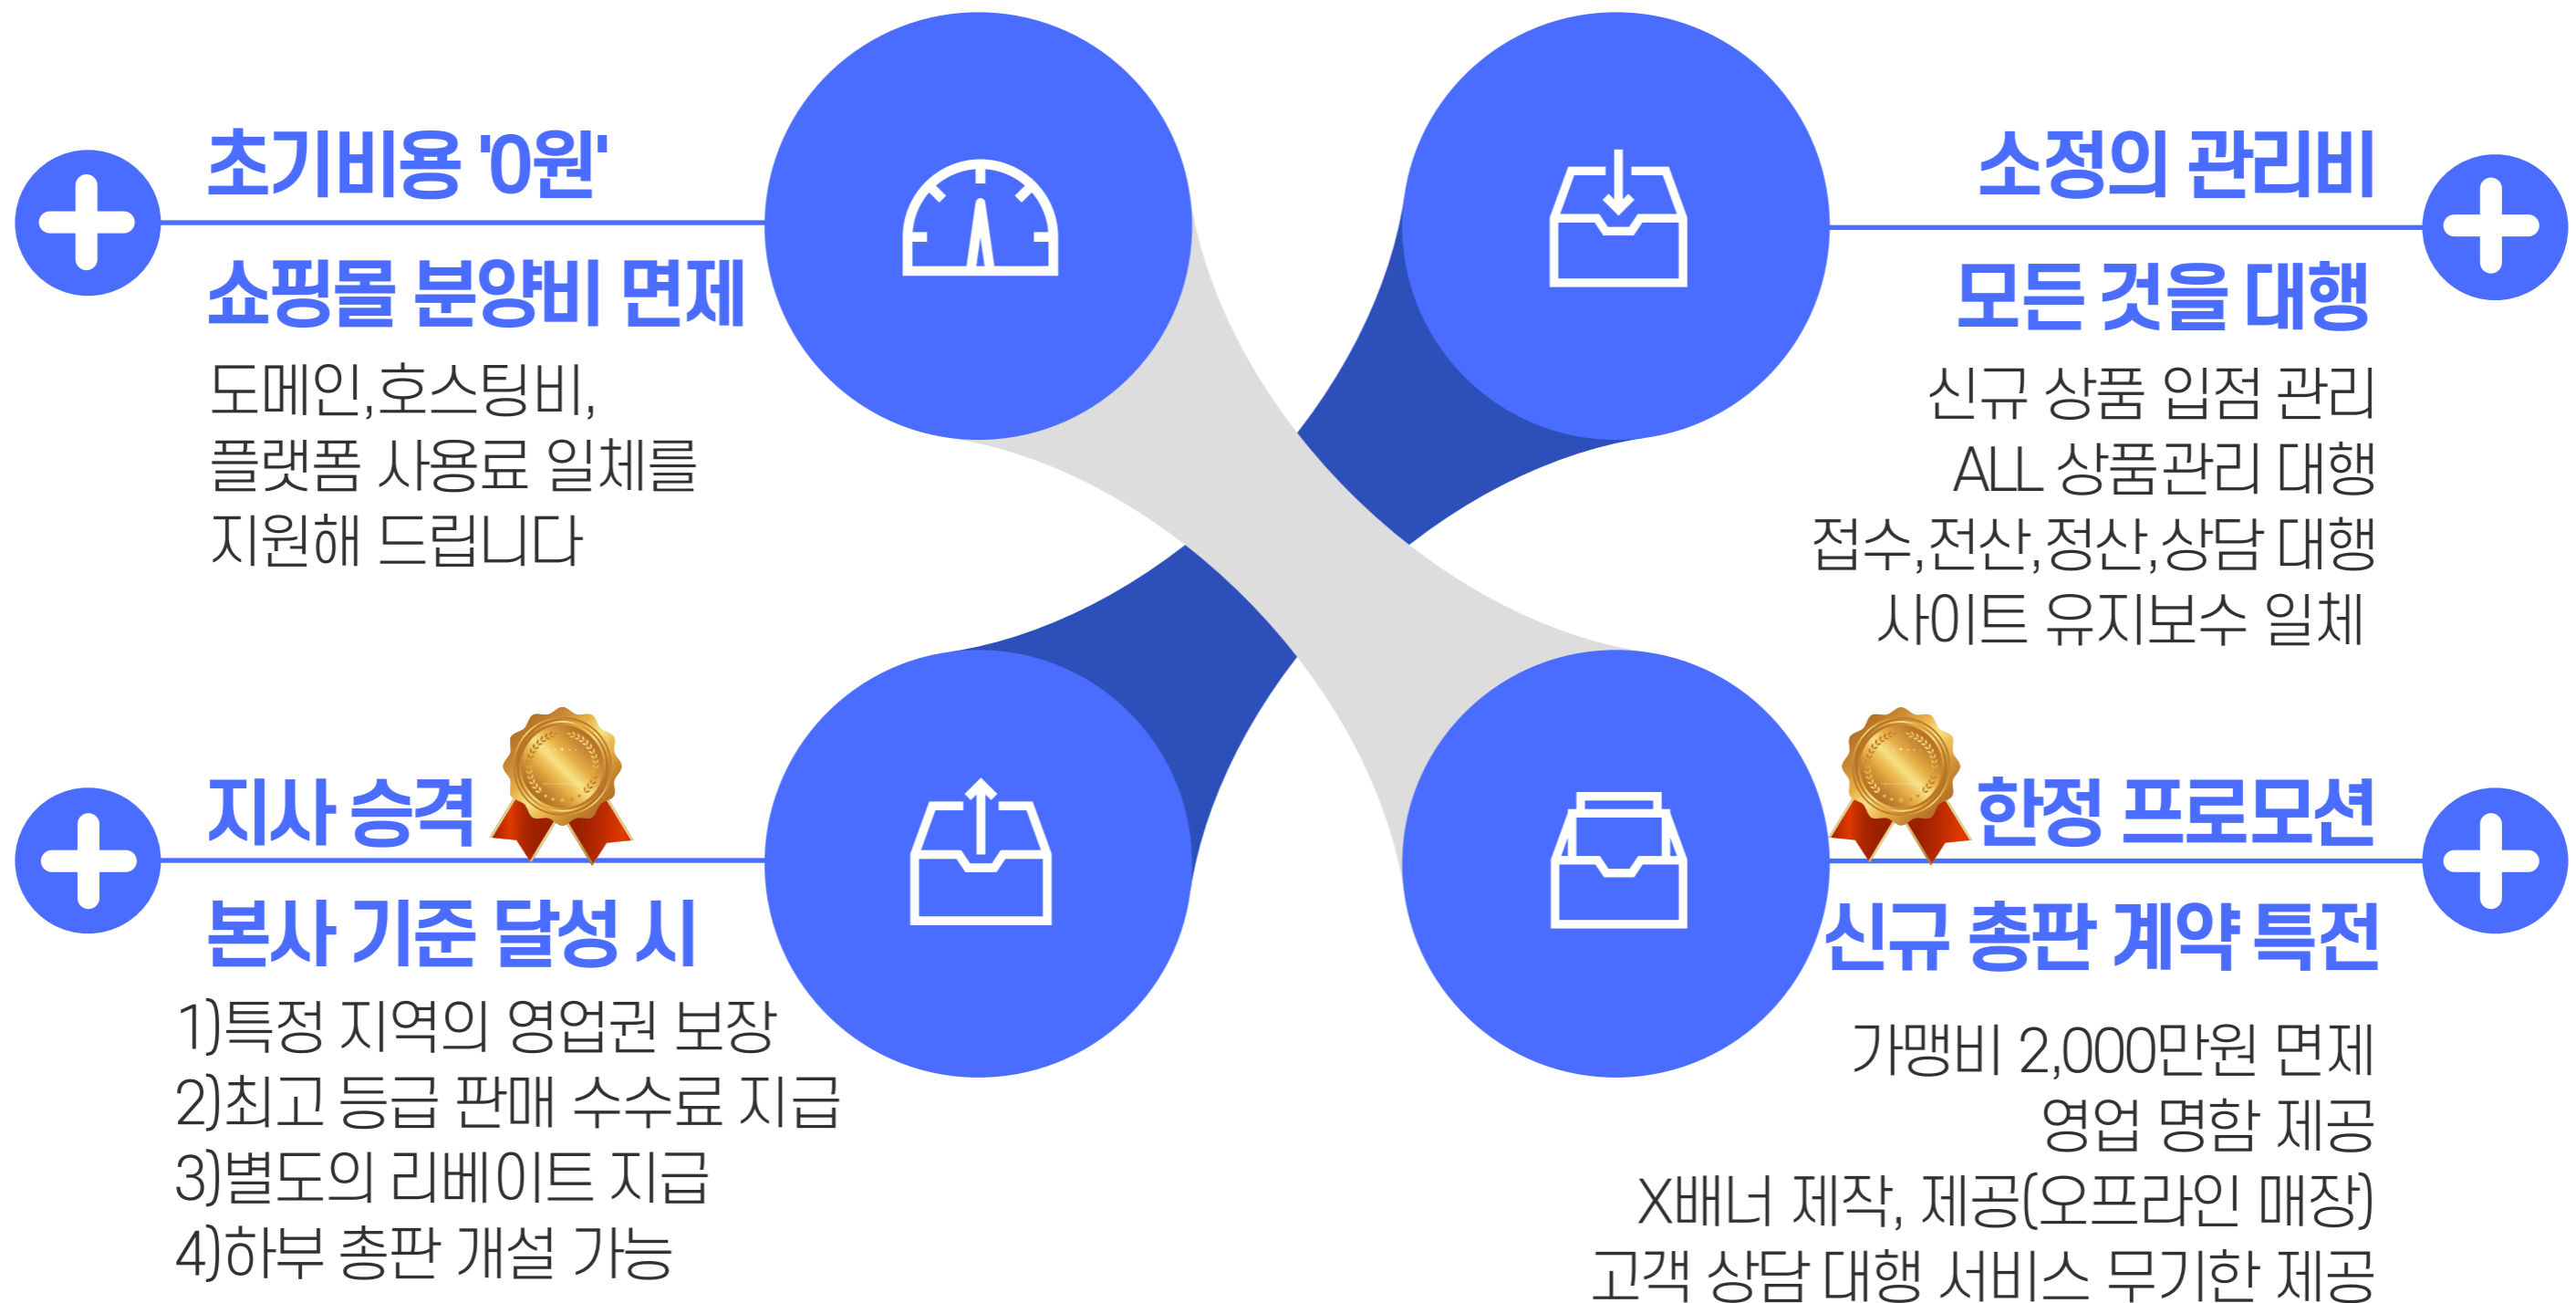 초기비용 '0원'
쇼핑몰 분양비 면제
도메인,호스팅비,
플랫폼 사용료 일체를
지원해 드립니다
소정의 관리비
모든 것을 대행
신규 상품 입점 관리
ALL 상품관리 대행
접수,전산,정산,상담 대행
사이트 유지보수 일체
지사 승격
본사 기준 달성 시
1)특정 지역의 영업권 보장
2)최고 등급 판매 수수료 지급
3)별도의 리베이트 지급
4)하부 총판 개설 가능
한정 프로모션
신규 총판 계약 특전
가맹비 2,000만원 면제
영업 명함 제공
X배너 제작, 제공(오프라인 매장)
고객 상담 대행 서비스 무기한 제공